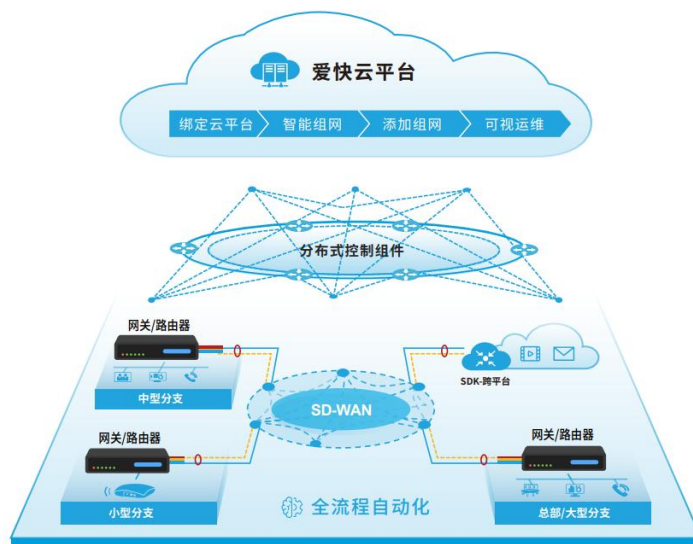 爱快云平台
绑定云平台
智能组网
添加组网
可视运维
分布式控制组件
网关/路由器
中型分支
SDK-跨平台
SD-WAN
网关/路由器
小型分支
网关/路由器
总部/大型分支
全流程自动化